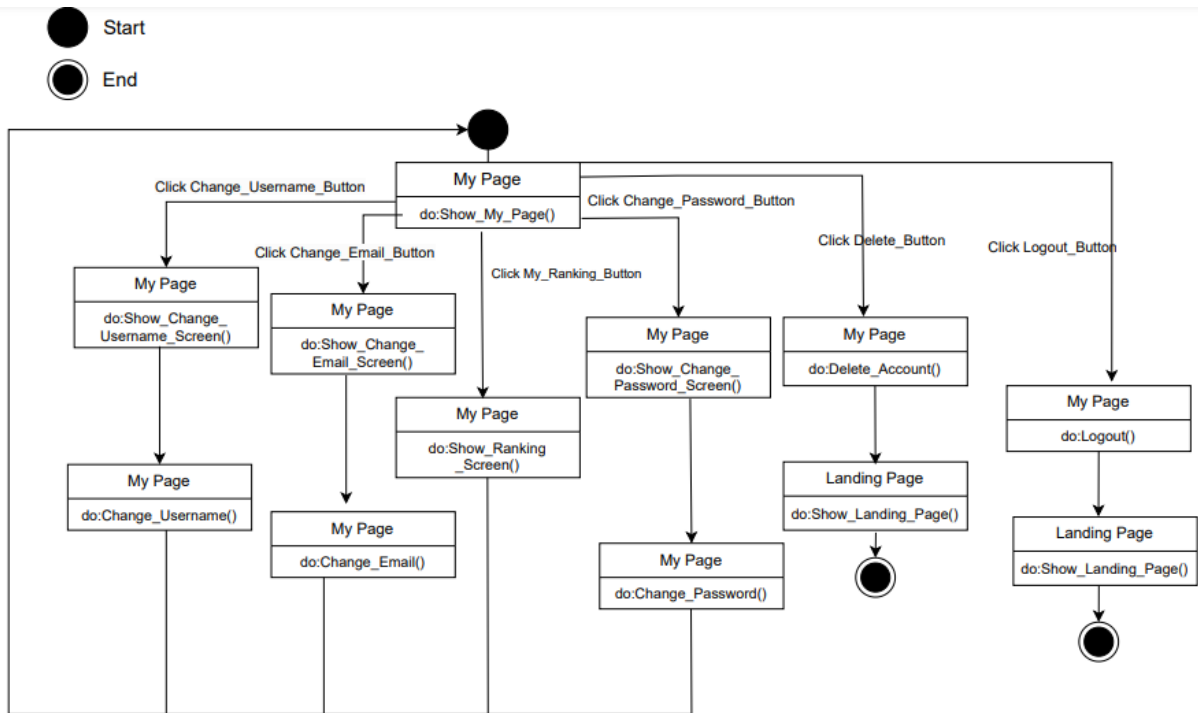 Start
End
My Page
do:Show_My_Page()
Click Change_Username_Button
Click Change_Email_Button
Click My_Ranking_Button
Click Change_Password_Button
Click Delete_Button
Click Logout_Button
My Page
do:Show_Change_
Username_Screen()
My Page
do:Change_Username()
My Page
do:Show_Change_
Email_Screen()
My Page
do:Change_Email()
My Page
do:Show_Ranking
_Screen()
My Page
do:Show_Change_
Password_Screen()
My Page
do:Change_Password()
My Page
do:Delete_Account()
Landing Page
do:Show_Landing_Page()
My Page
do:Logout()
Landing Page
do:Show_Landing_Page()